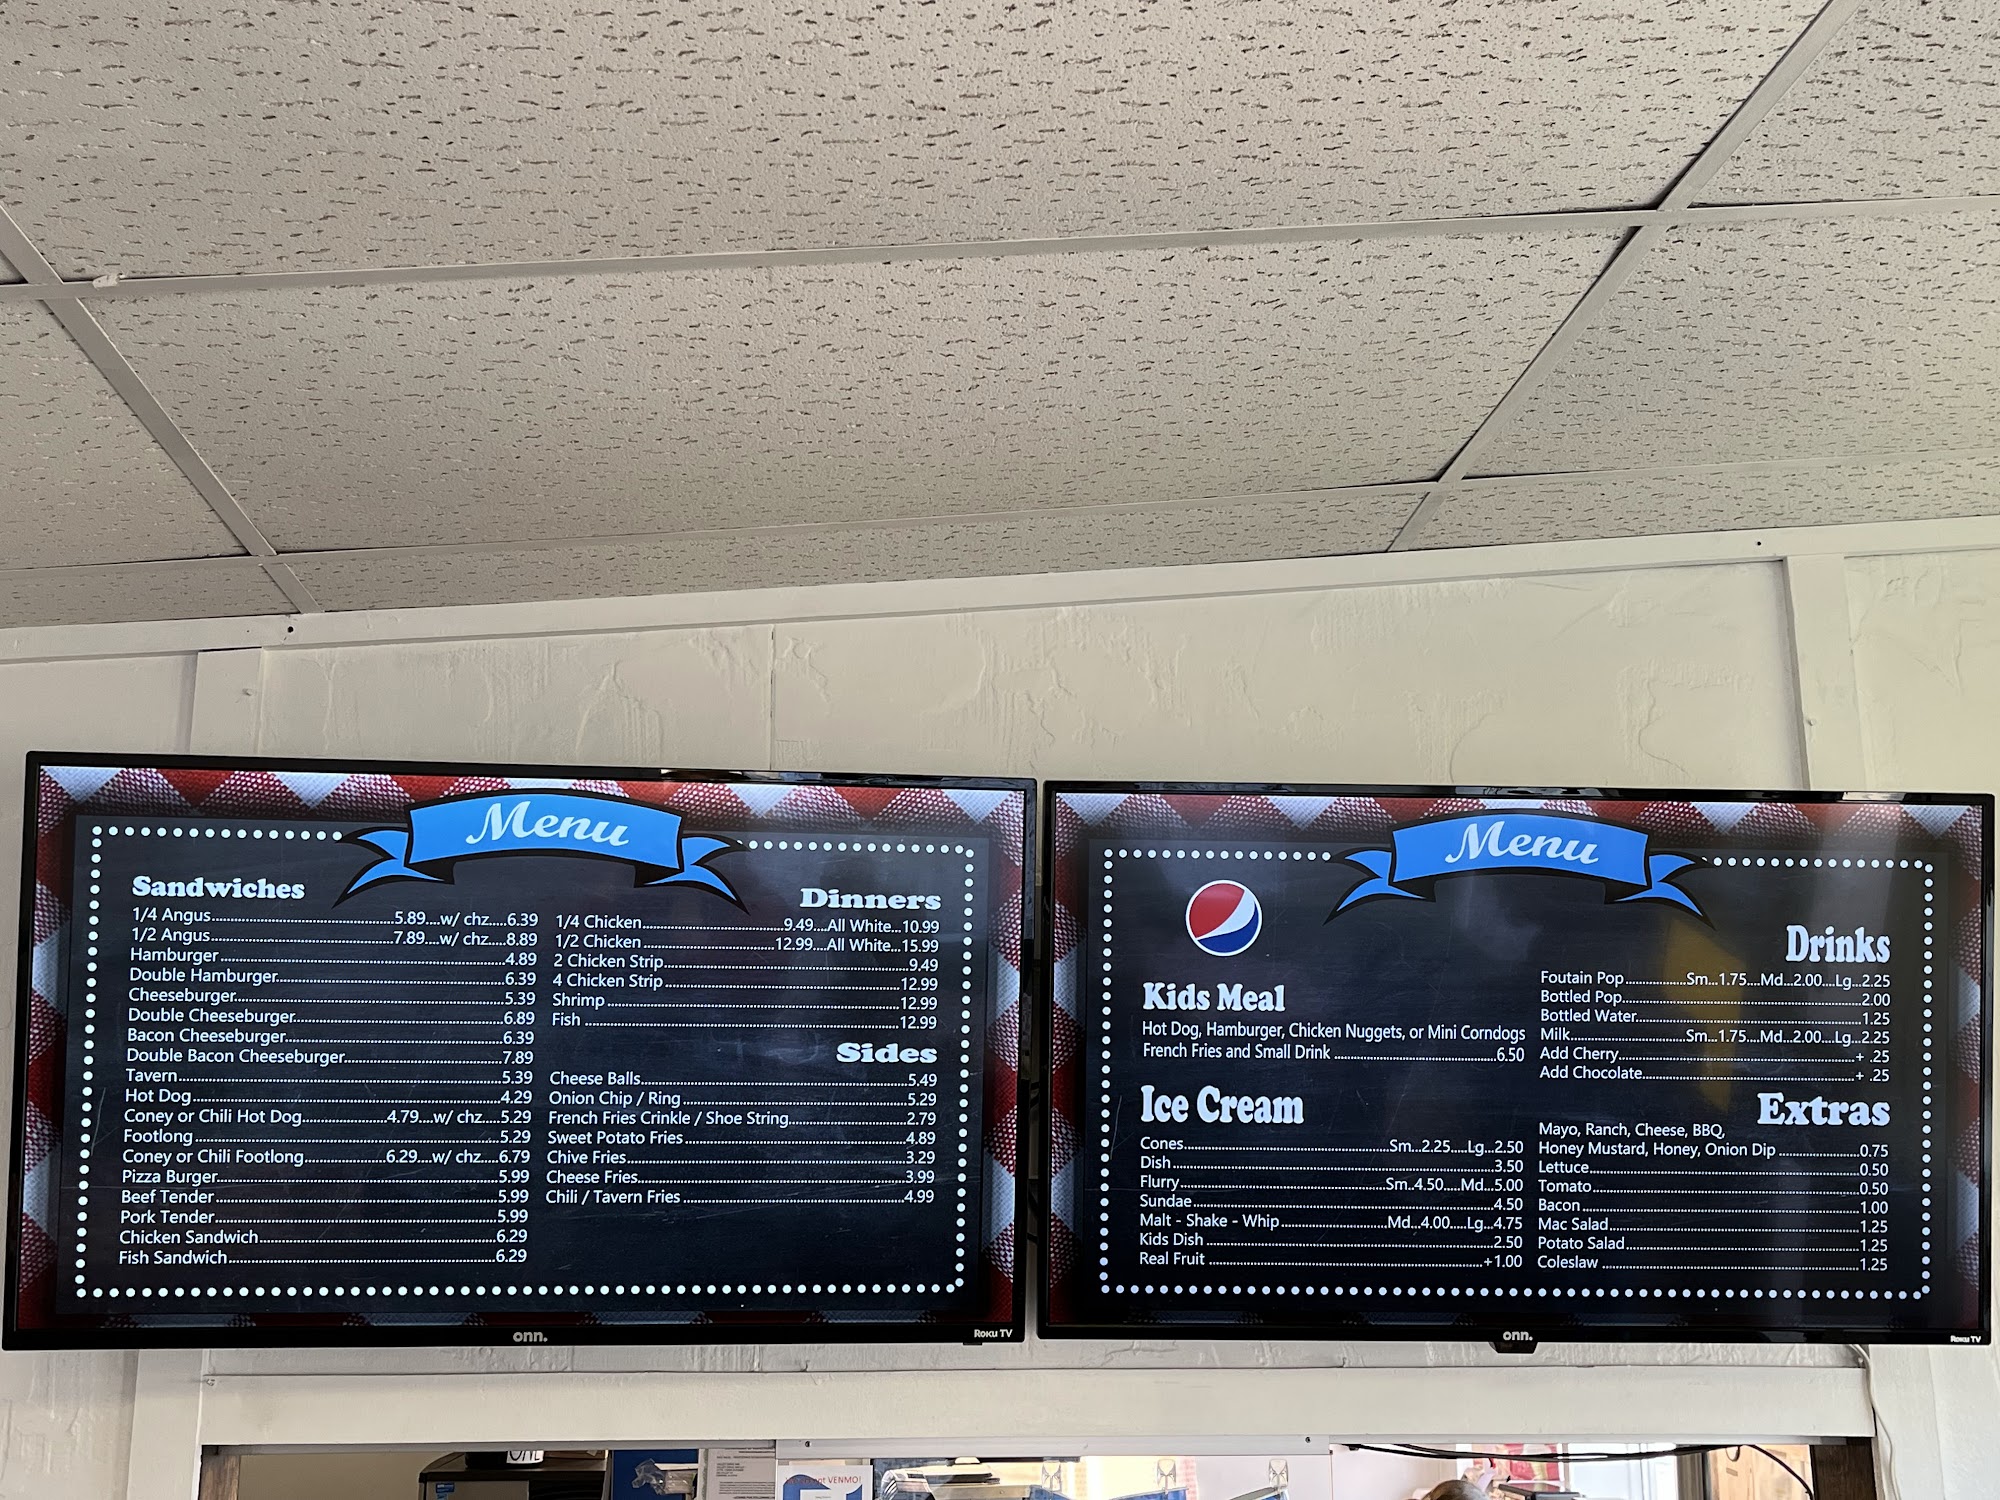 Menu
Sandwiches
1/4 Angus....5.89....w/ chz.....6.39
1/2 Angus....7.89....w/ chz.....8.89
Hamburger....4.89
Double Hamburger....6.39
Cheeseburger....5.39
Double Cheeseburger....6.89
Bacon Cheeseburger....6.39
Double Bacon Cheeseburger....7.89
Tavern....5.39
Hot Dog....4.29
Coney or Chili Hot Dog....4.79....w/ chz.....5.29
Footlong....5.29
Coney or Chili Footlong....6.29....w/ chz.....6.79
Pizza Burger....5.99
Beef Tender....5.99
Pork Tender....5.99
Chicken Sandwich....6.29
Fish Sandwich....6.29
Dinners
1/4 Chicken....9.49....All White...10.99
1/2 Chicken....12.99....All White...15.99
2 Chicken Strip....9.49
4 Chicken Strip....12.99
Shrimp....12.99
Fish....12.99
Sides
Cheese Balls....5.49
Onion Chip / Ring....5.29
French Fries Crinkle / Shoe String....2.79
Sweet Potato Fries....4.89
Chive Fries....3.29
Cheese Fries....3.99
Chili / Tavern Fries....4.99
onn.
Roku TV
Menu
Kids Meal
Hot Dog, Hamburger, Chicken Nuggets, or Mini Corndogs
French Fries and Small Drink....6.50
Ice Cream
Cones....Sm...2.25.....Lg...2.50
Dish....3.50
Flurry....Sm..4.50....Md...5.00
Sundae....4.50
Malt - Shake - Whip....Md...4.00....Lg...4.75
Kids Dish....2.50
Real Fruit....+1.00
Drinks
Foutain Pop....Sm...1.75....Md...2.00....Lg...2.25
Bottled Pop....2.00
Bottled Water....1.25
Milk....Sm...1.75....Md...2.00....Lg...2.25
Add Cherry....+ .25
Add Chocolate....+ .25
Extras
Mayo, Ranch, Cheese, BBQ,
Honey Mustard, Honey, Onion Dip....0.75
Lettuce....0.50
Tomato....0.50
Bacon....1.00
Mac Salad....1.25
Potato Salad....1.25
Coleslaw....1.25
onn.
Roku TV
VENMO!